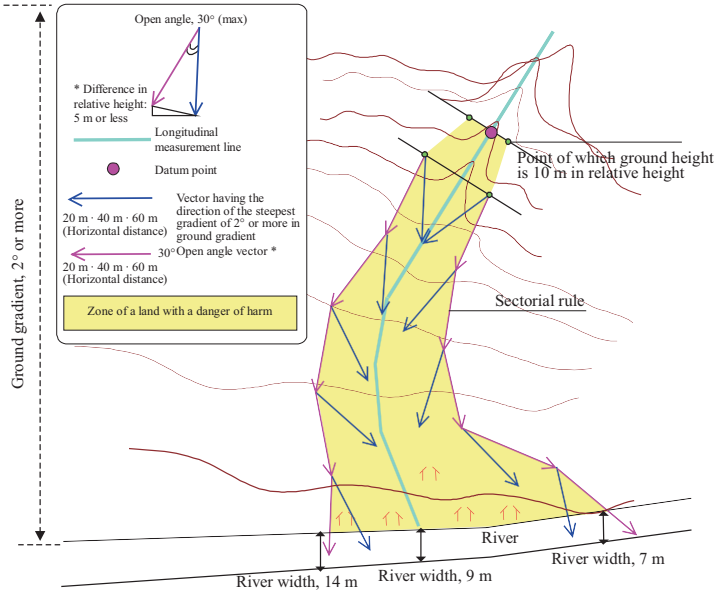 Open angle, 30° (max)
* Difference in
relative height:
5 m or less
Longitudinal
measurement line
Datum point
Vector having the
direction of the steepest
gradient of 2° or more in
ground gradient
20 m · 40 m · 60 m
(Horizontal distance)
30°Open angle vector *
20 m · 40 m · 60 m
(Horizontal distance)
Zone of a land with a danger of harm
Ground gradient, 2° or more
Point of which ground height
is 10 m in relative height
Sectorial rule
River
River width, 14 m
River width, 9 m
River width, 7 m